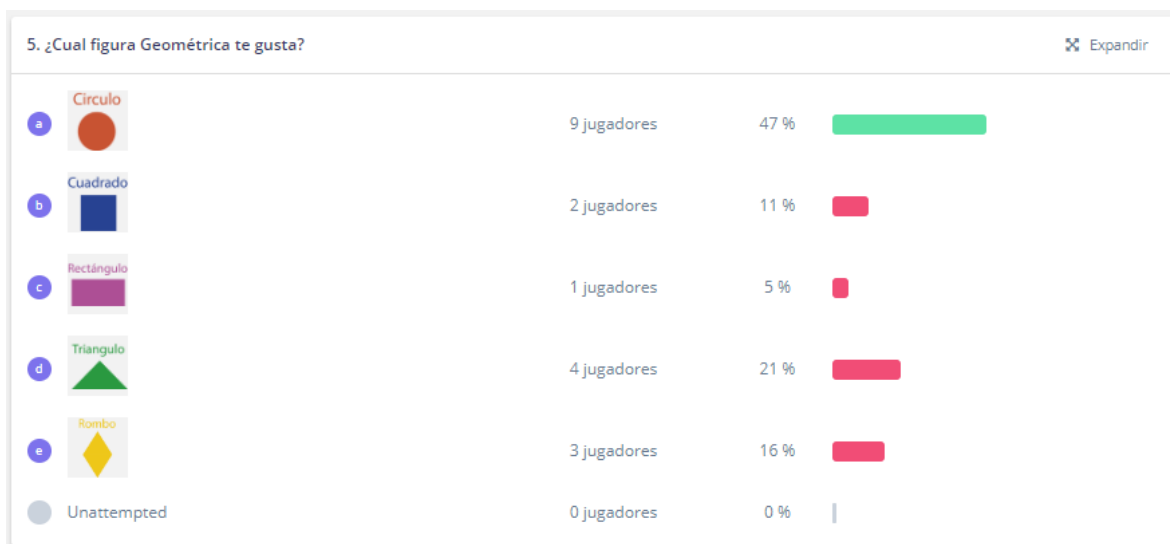 5. ¿Cual figura Geométrica te gusta?
Expandir
Circulo
a
9 jugadores
47 %
Cuadrado
b
2 jugadores
11 %
Rectángulo
c
1 jugadores
5 %
Triangulo
d
4 jugadores
21 %
Rombo
e
3 jugadores
16 %
Unattempted
0 jugadores
0 %